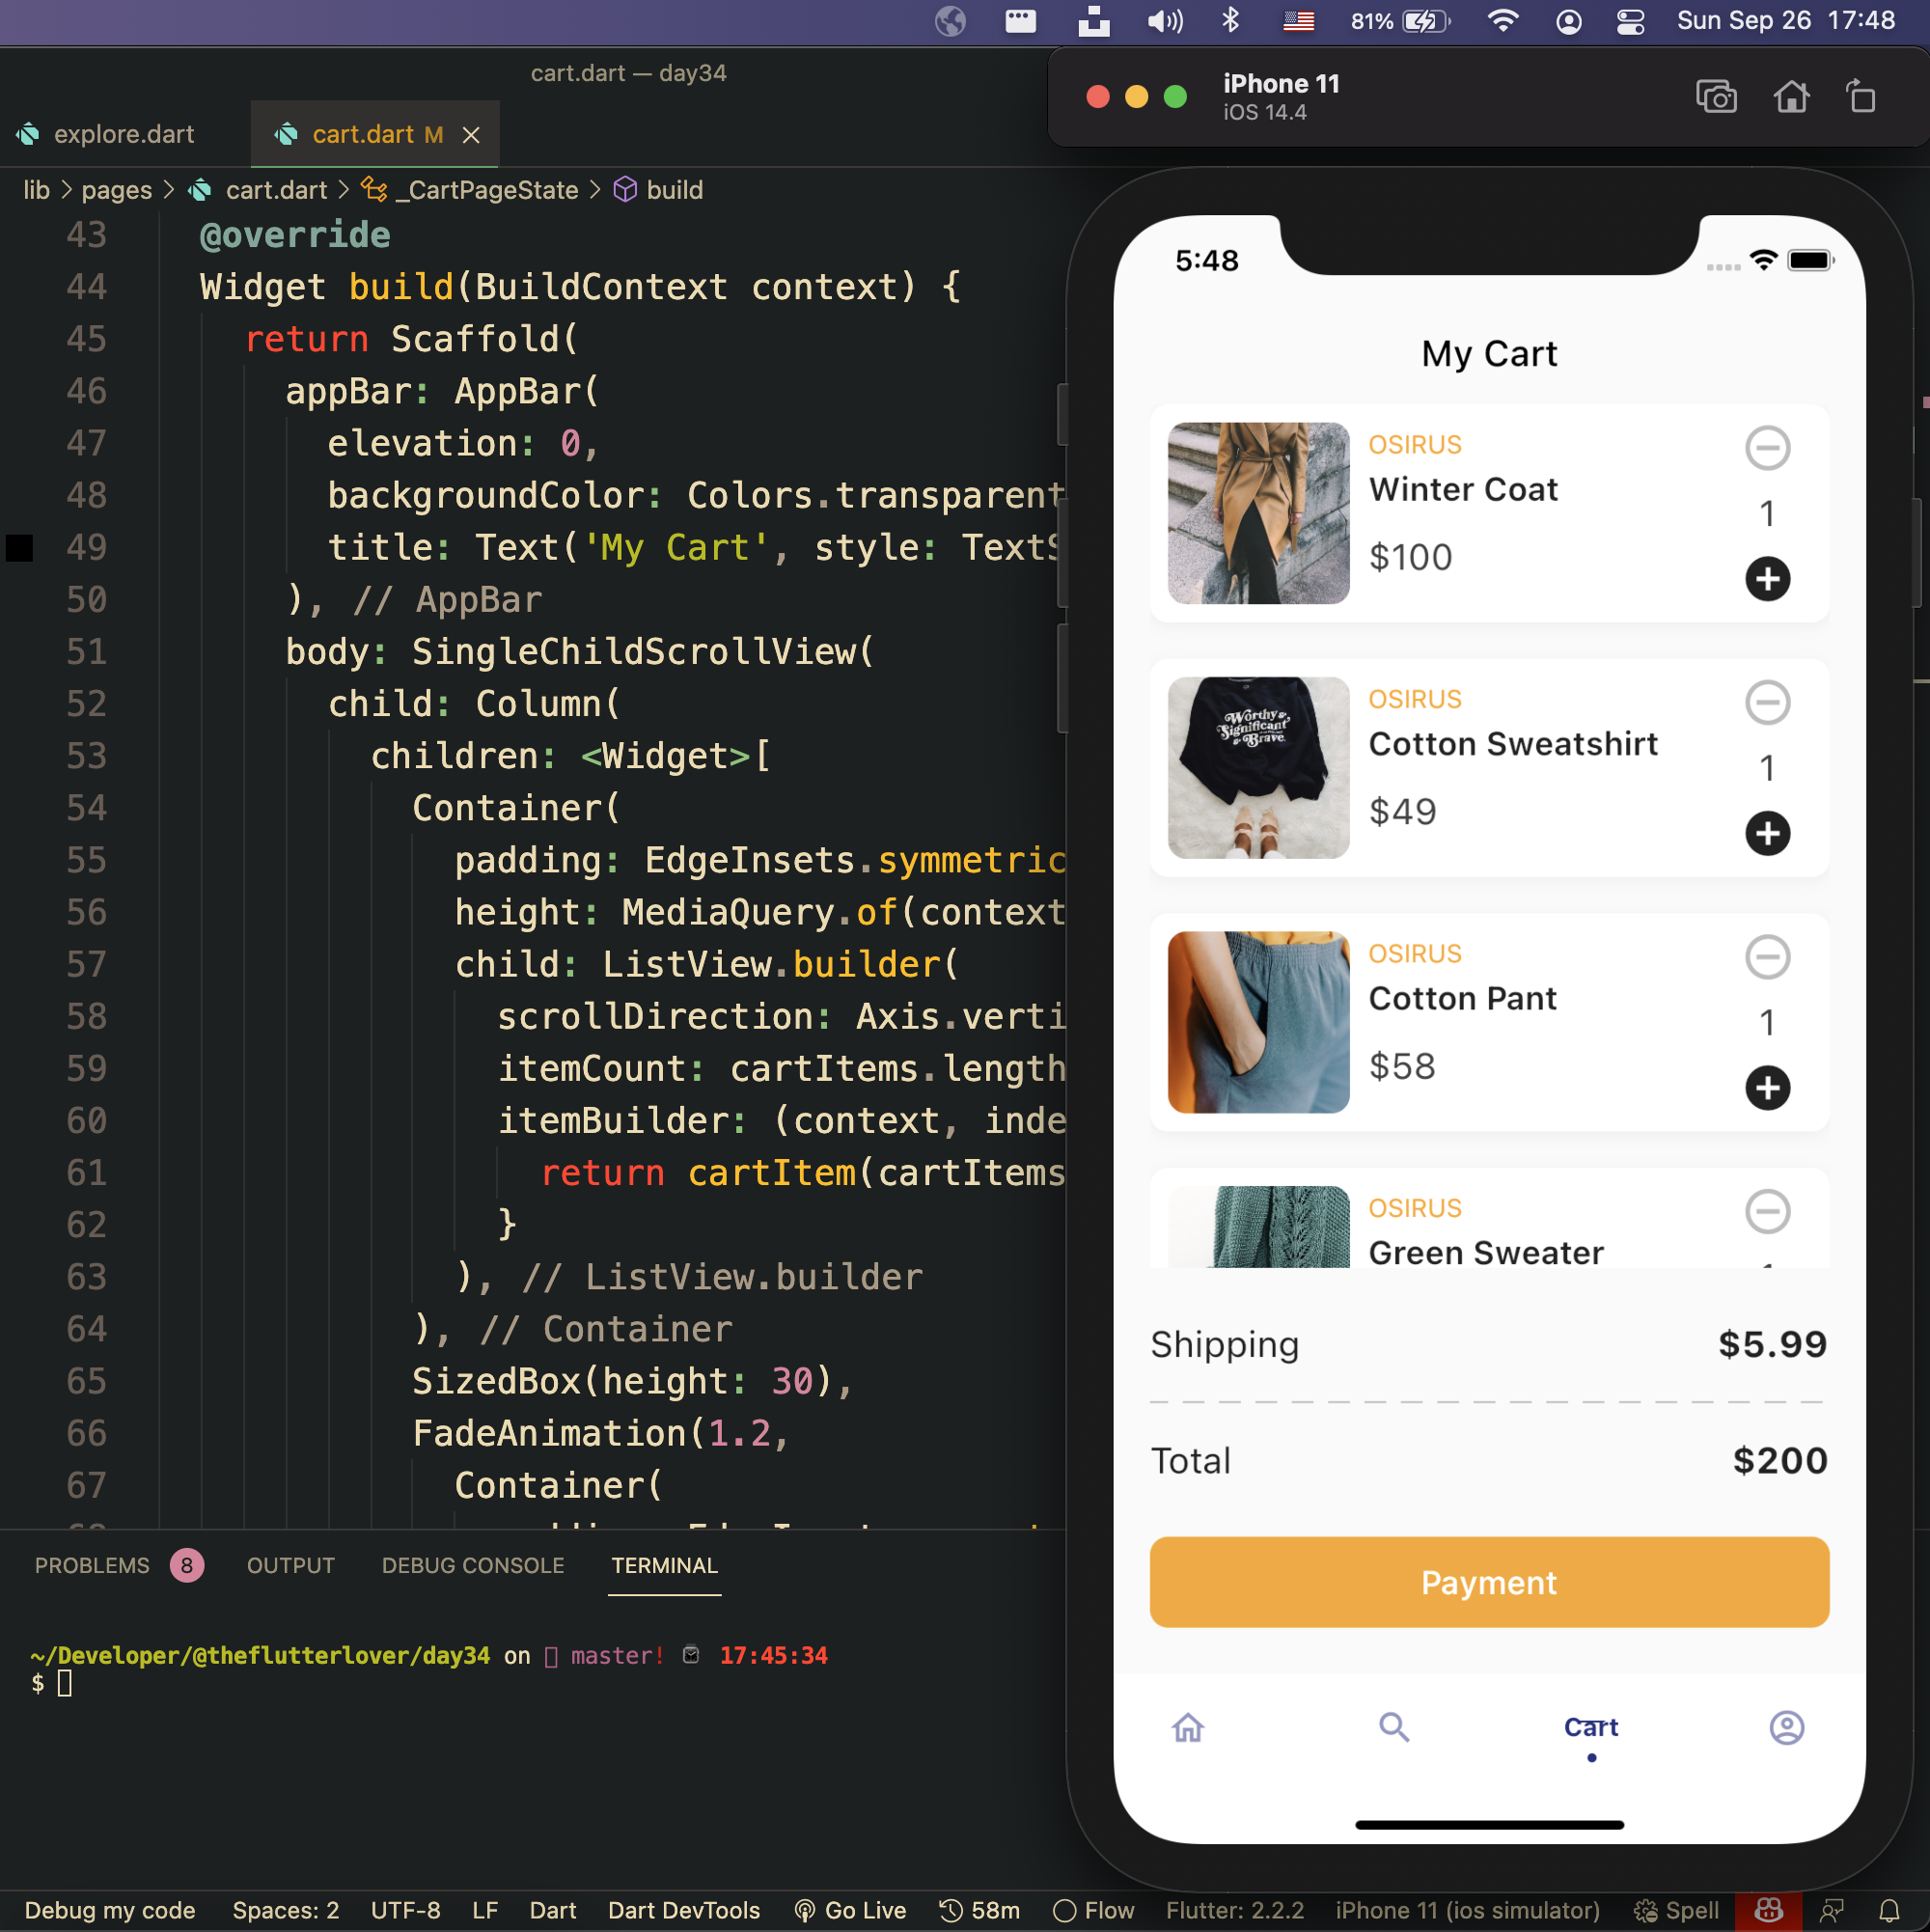 81%
Sun Sep 26 17:48
cart.dart — day34
explore.dart
cart.dart M
lib > pages > cart.dart > _CartPageState > build
43 @override
44 Widget build(BuildContext context) {
45 return Scaffold(
46 appBar: AppBar(
47 elevation: 0,
48 backgroundColor: Colors.transparent
49 title: Text('My Cart', style: TextS
50 ), // AppBar
51 body: SingleChildScrollView(
52 child: Column(
53 children: <Widget>[
54 Container(
55 padding: EdgeInsets.symmetric
56 height: MediaQuery.of(context
57 child: ListView.builder(
58 scrollDirection: Axis.verti
59 itemCount: cartItems.length
60 itemBuilder: (context, inde
61 return cartItem(cartItems
62 }
63 ), // ListView.builder
64 ), // Container
65 SizedBox(height: 30),
66 FadeAnimation(1.2,
67 Container(
PROBLEMS 8 OUTPUT DEBUG CONSOLE TERMINAL
~/Developer/@theflutterlover/day34 on master! 17:45:34
$
iPhone 11
iOS 14.4
5:48
My Cart
OSIRUS
Winter Coat
1
$100
Worthy
Significant
& Brave.
OSIRUS
Cotton Sweatshirt
1
$49
OSIRUS
Cotton Pant
1
$58
OSIRUS
Green Sweater
Shipping $5.99
Total $200
Payment
Cart
Debug my code Spaces: 2 UTF-8 LF Dart Dart DevTools Go Live 58m Flow Flutter: 2.2.2 iPhone 11 (ios simulator) Spell